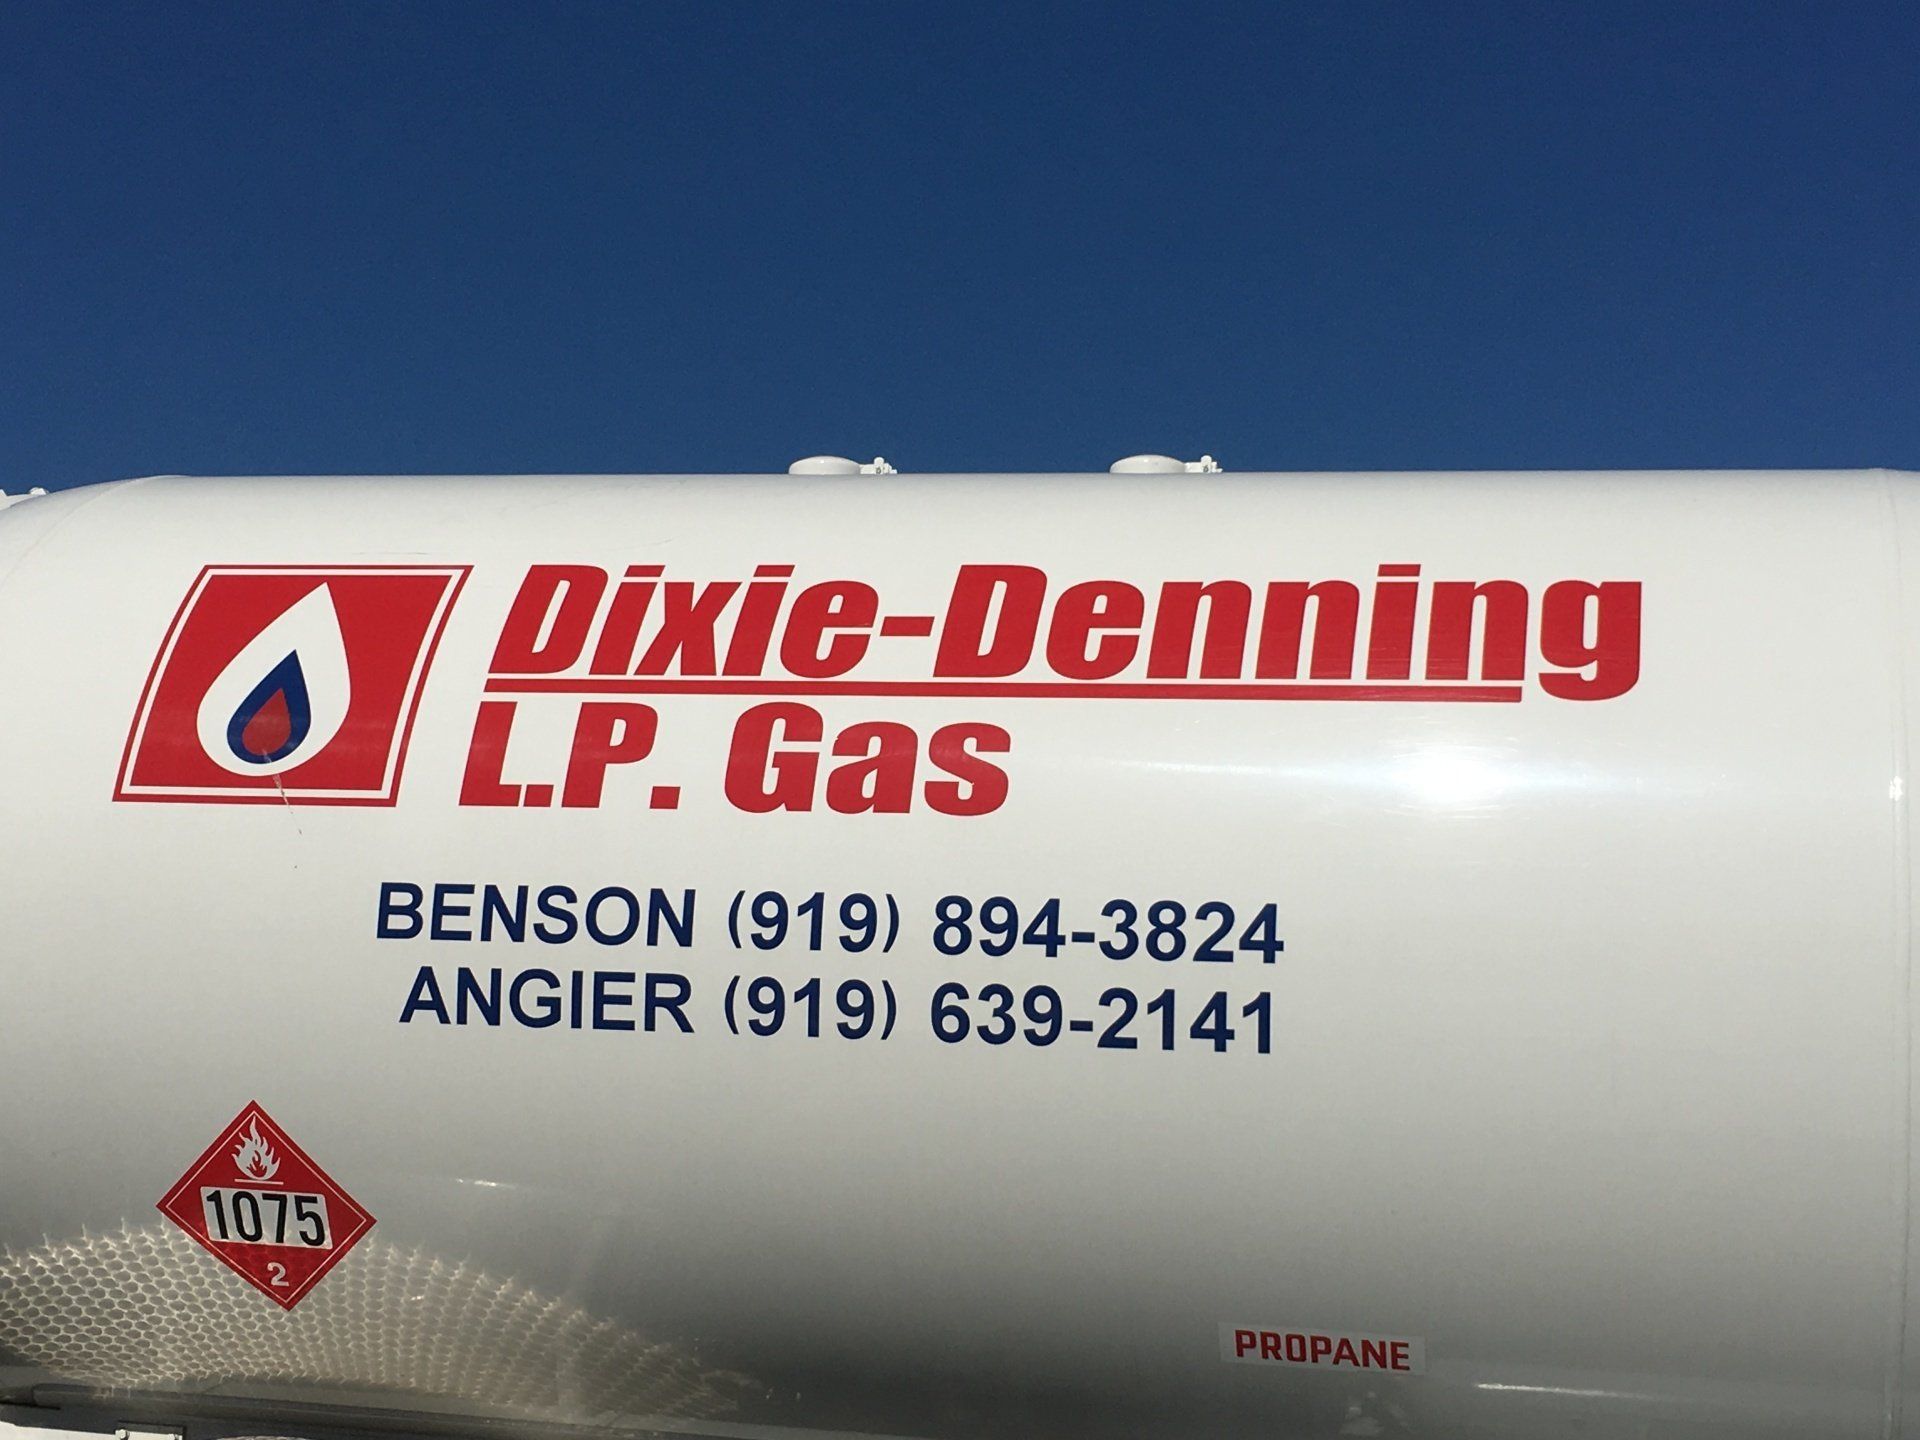 Dixie-Denning
L.P. Gas
BENSON (919) 894-3824
ANGIER (919) 639-2141
1075
2
PROPANE